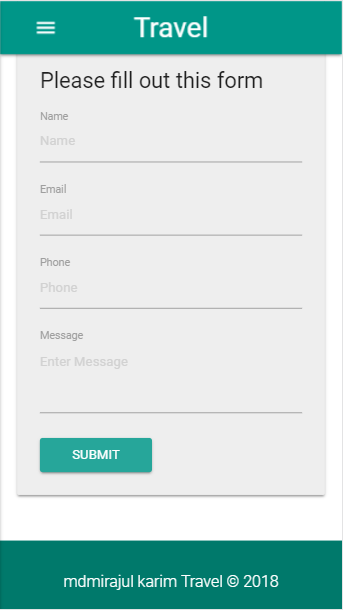 Travel
Please fill out this form
Name
Name
Email
Email
Phone
Phone
Message
Enter Message
SUBMIT
mdmirajul karim Travel © 2018